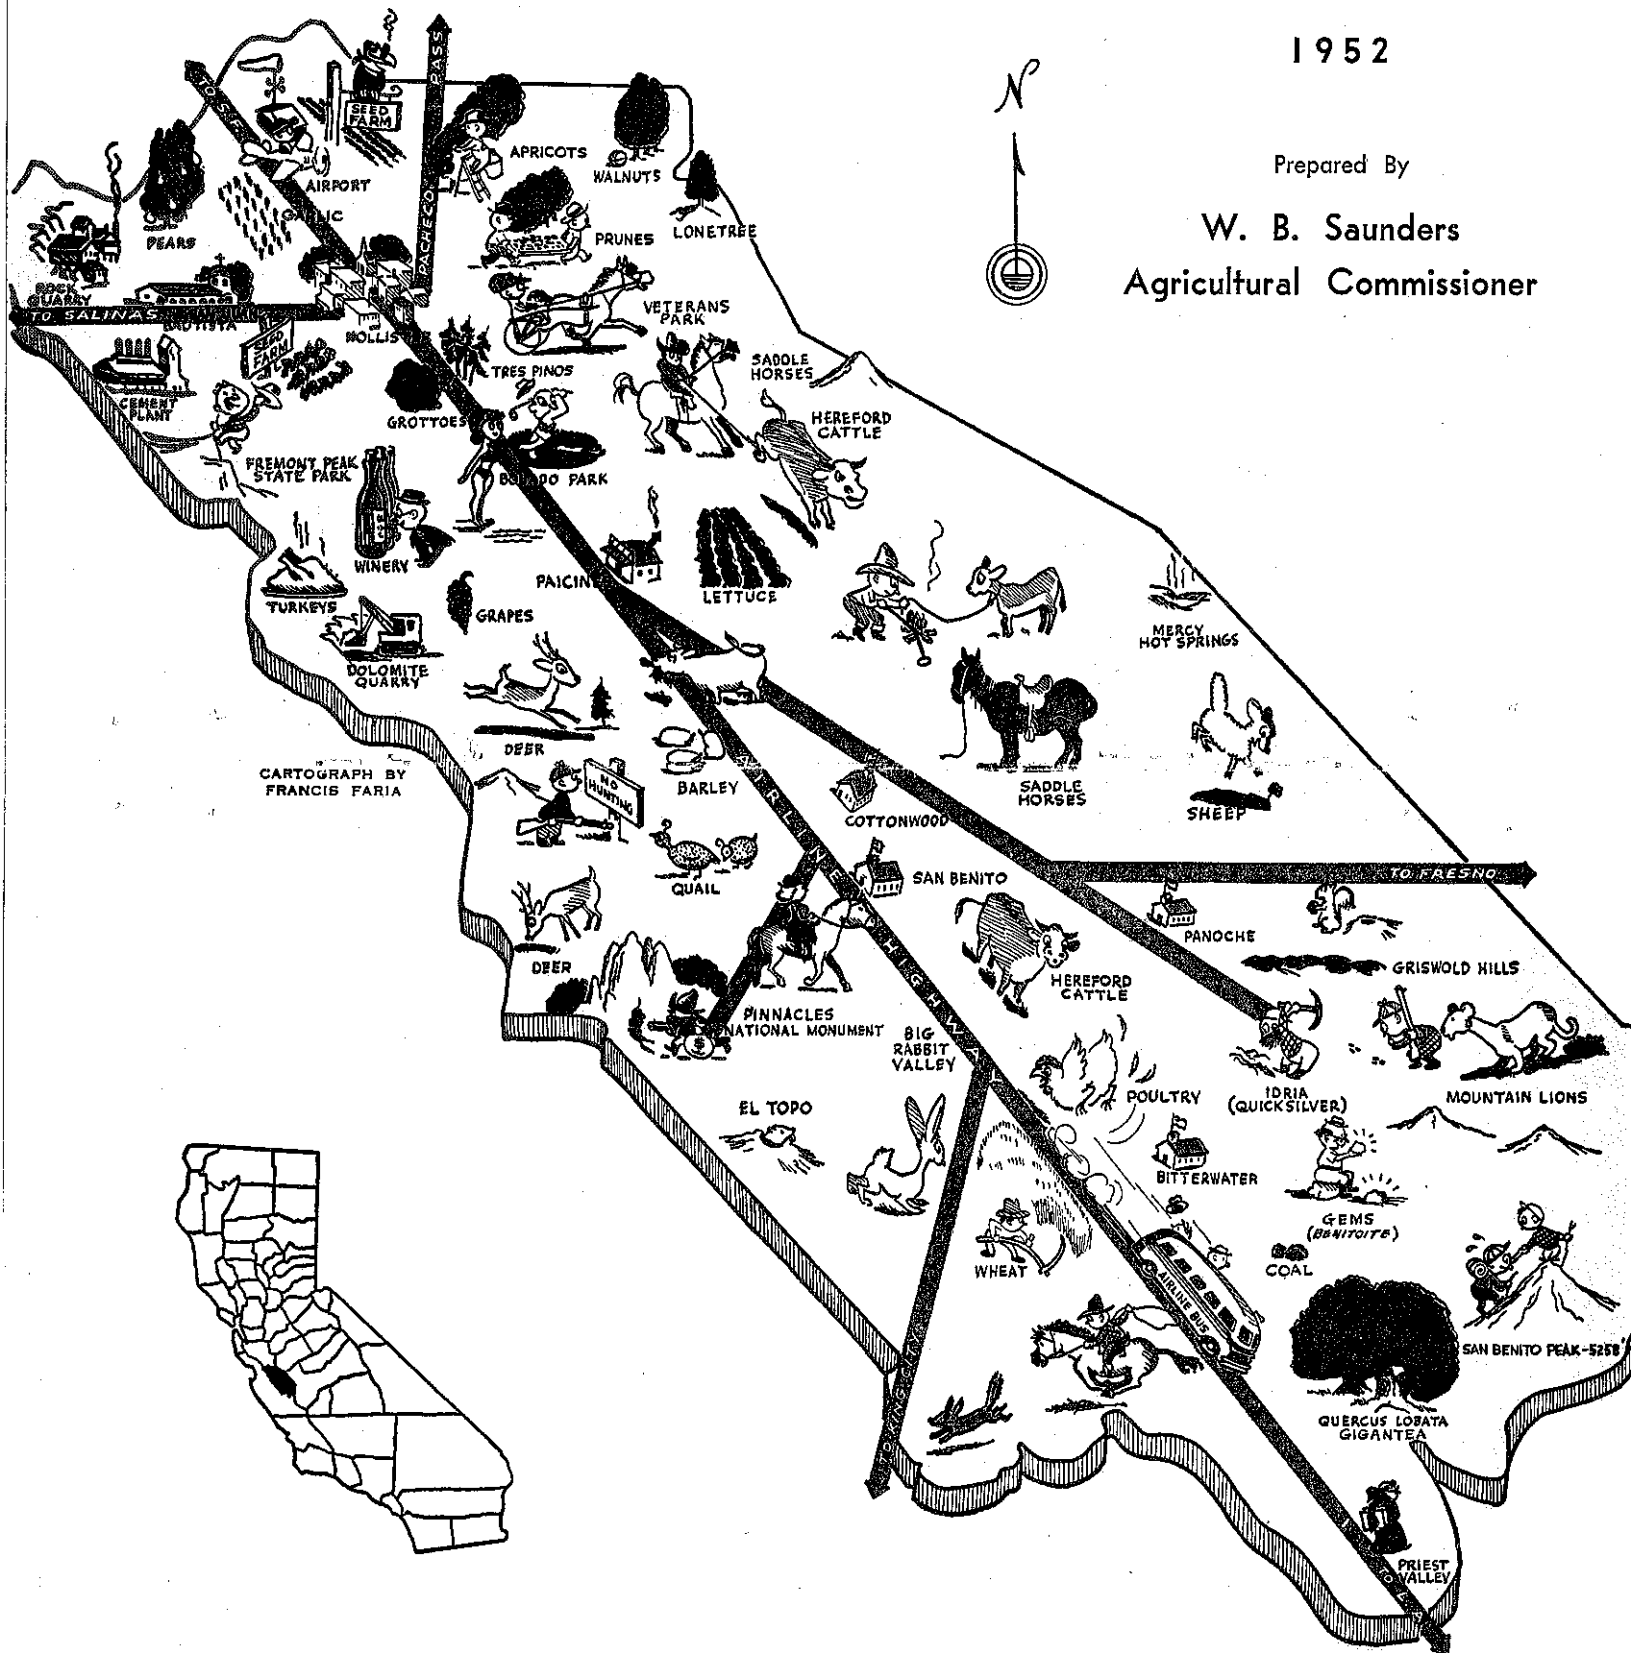 1952
N
Prepared By
W. B. Saunders
Agricultural Commissioner
PACHECO PASS
SEED
FARM
AIRPORT
GARLIC
PEARS
APRICOTS
WALNUTS
LONETREE
PRUNES
ROCK
QUARRY
TO SALINAS
BAUTISTA
SEED
FARM
CEMENT
PLANT
VETERANS
PARK
TRES PINOS
SADDLE
HORSES
HEREFORD
CATTLE
GROTTOES
FREMONT PEAK
STATE PARK
PARK
WINERY
TURKEYS
GRAPES
LETTUCE
DOLOMITE
QUARRY
MERCY
HOT SPRINGS
DEER
BARLEY
CARTOGRAPH BY
FRANCIS FARIA
NO
HUNTING
COTTONWOOD
SADDLE
HORSES
SHEEP
QUAIL
SAN BENITO
AIRLINE HIGHWAY
TO FRESNO
PANOCHE
DEER
GRISWOLD HILLS
HEREFORD
CATTLE
PINNACLES
NATIONAL MONUMENT
BIG
RABBIT
VALLEY
POULTRY
IDRIA
(QUICKSILVER)
MOUNTAIN LIONS
EL TOPO
BITTERWATER
GEMS
(BENITOITE)
WHEAT
COAL
AIRLINE BUS
TO KING CITY
SAN BENITO PEAK-5258'
QUERCUS LOBATA
GIGANTEA
PRIEST
VALLEY